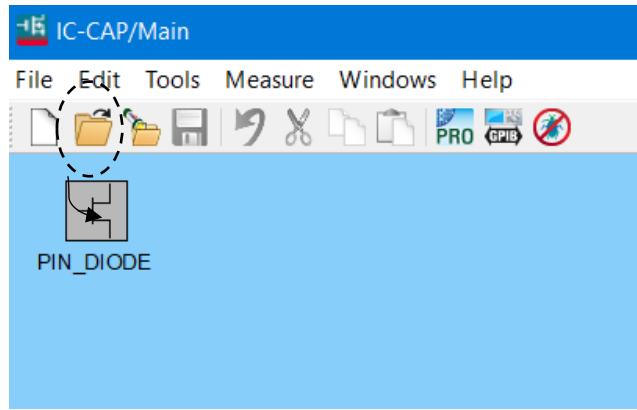 IC-CAP/Main
File Edit Tools Measure Windows Help
PRO GPIB
PIN_DIODE